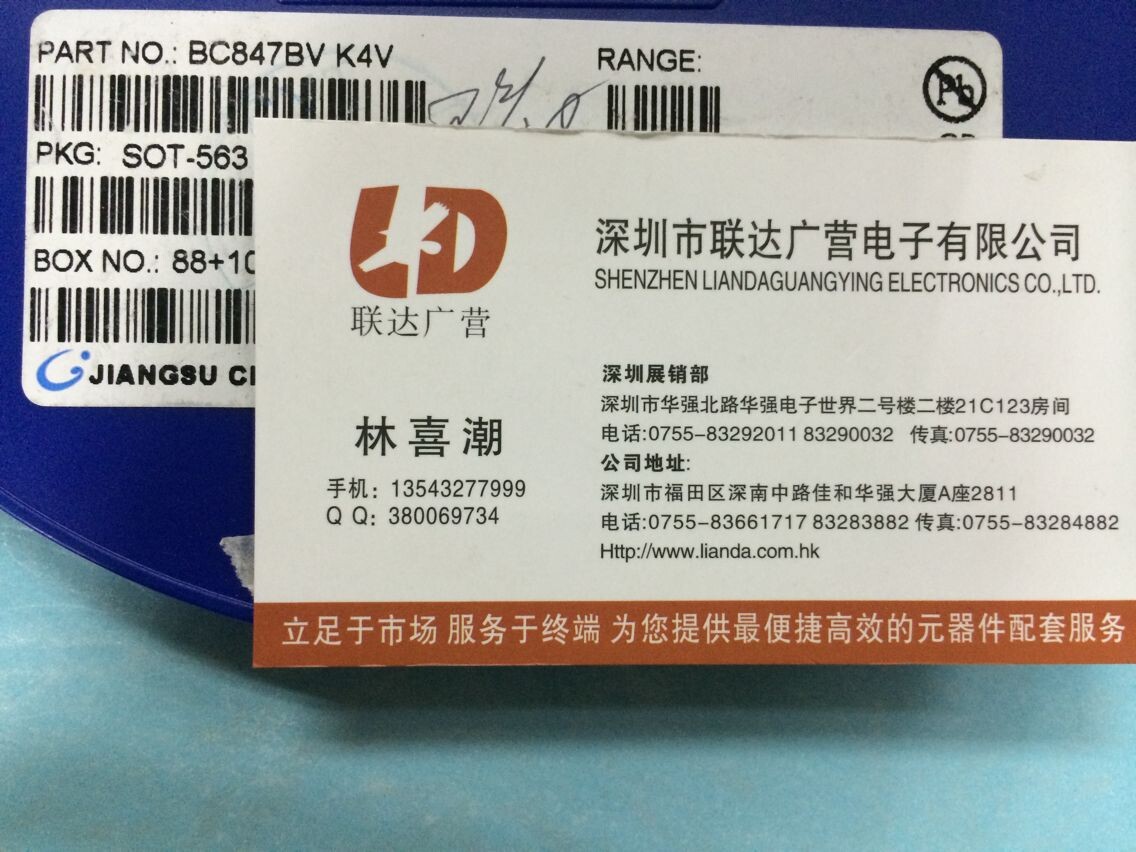 PART NO.: BC847BV K4V
RANGE:
Pb
PKG: SOT-563
BOX NO.: 88+10
JIANGSU
LD
联达广营
深圳市联达广营电子有限公司
SHENZHEN LIANDAGUANGYING ELECTRONICS CO.,LTD.
林喜潮
手机：13543277999
Q Q：380069734
深圳展销部
深圳市华强北路华强电子世界二号楼二楼21C123房间
电话:0755-83292011 83290032 传真:0755-83290032
公司地址:
深圳市福田区深南中路佳和华强大厦A座2811
电话:0755-83661717 83283882 传真:0755-83284882
Http://www.lianda.com.hk
立足于市场 服务于终端 为您提供最便捷高效的元器件配套服务